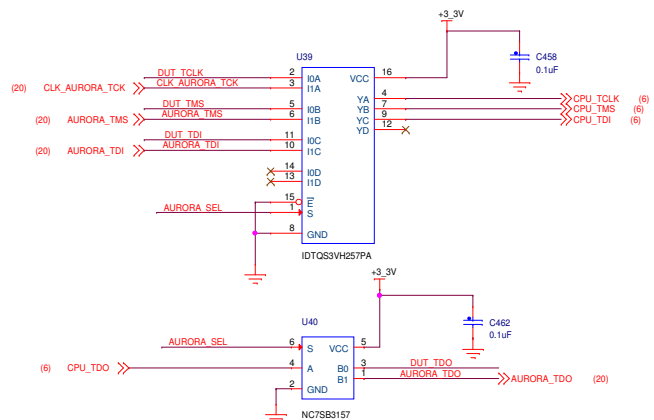 +3_3V
U39
C458
0.1uF
DUT_TCLK 2 I0A VCC 16
(20) CLK_AURORA_TCK CLK_AURORA_TCK 3 I1A
YA 4 CPU_TCLK (6)
DUT_TMS 5 I0B YB 7 CPU_TMS (6)
(20) AURORA_TMS AURORA_TMS 6 I1B YC 9 CPU_TDI (6)
YD 12
DUT_TDI 11 I0C
(20) AURORA_TDI AURORA_TDI 10 I1C
14 I0D
13 I1D
15 E
AURORA_SEL 1 S
8 GND
IDTQS3VH257PA
+3_3V
U40
C462
0.1uF
AURORA_SEL 6 S VCC 5
(6) CPU_TDO 4 A B0 3 DUT_TDO
B1 1 AURORA_TDO AURORA_TDO (20)
2 GND
NC7SB3157